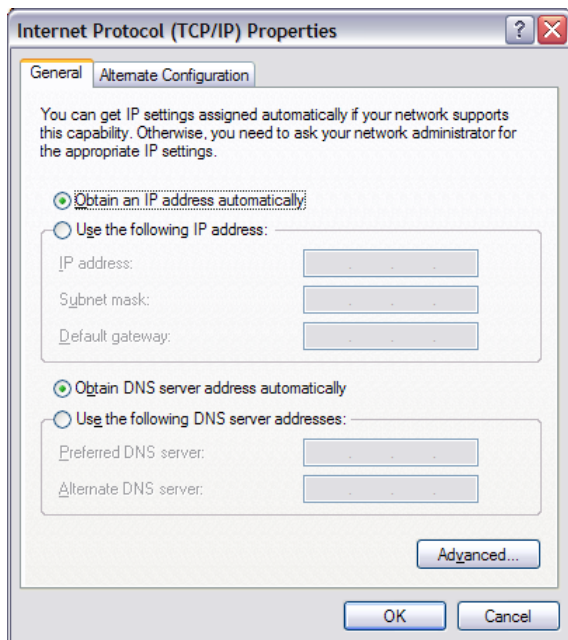 Internet Protocol (TCP/IP) Properties
General
Alternate Configuration
You can get IP settings assigned automatically if your network supports
this capability. Otherwise, you need to ask your network administrator for
the appropriate IP settings.
Obtain an IP address automatically
Use the following IP address:
IP address:
Subnet mask:
Default gateway:
Obtain DNS server address automatically
Use the following DNS server addresses:
Preferred DNS server:
Alternate DNS server:
Advanced...
OK
Cancel